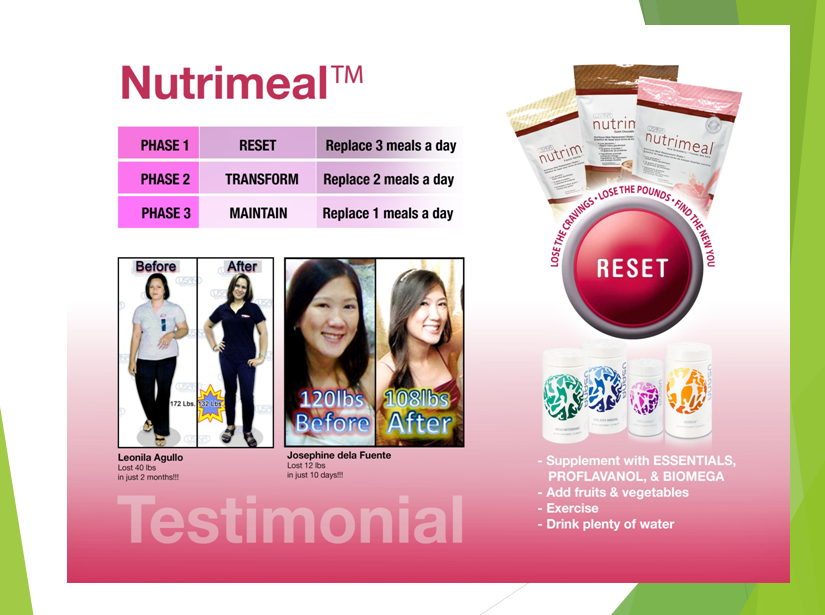 Nutrimeal™
PHASE 1 RESET Replace 3 meals a day
PHASE 2 TRANSFORM Replace 2 meals a day
PHASE 3 MAINTAIN Replace 1 meals a day
Before After
172 Lbs. 132 Lbs.
Leonila Agullo
Lost 40 lbs
in just 2 months!!!
120lbs 108lbs
Before After
Josephine dela Fuente
Lost 12 lbs
in just 10 days!!!
Testimonial
nutrim
nutrim
nutrimeal
LOSE THE CRAVINGS • LOSE THE POUNDS • FIND THE NEW YOU
RESET
- Supplement with ESSENTIALS,
PROFLAVANOL, & BIOMEGA
- Add fruits & vegetables
- Exercise
- Drink plenty of water